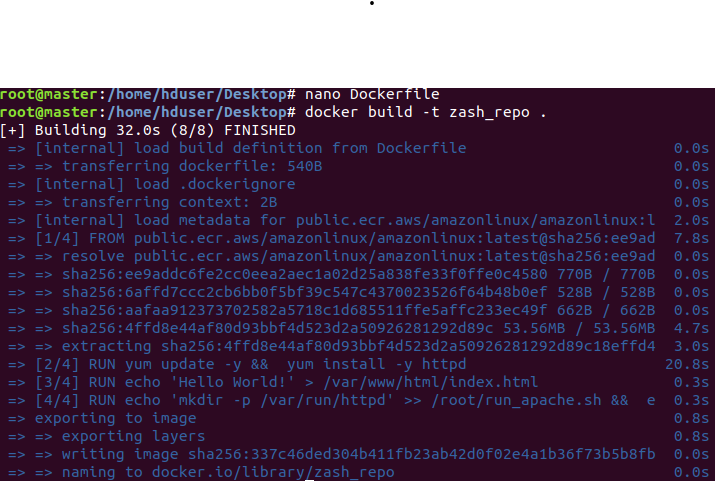 .
root@master:/home/hduser/Desktop# nano Dockerfile
root@master:/home/hduser/Desktop# docker build -t zash_repo .
[+] Building 32.0s (8/8) FINISHED
=> [internal] load build definition from Dockerfile 0.0s
=> => transferring dockerfile: 540B 0.0s
=> [internal] load .dockerignore 0.0s
=> => transferring context: 2B 0.0s
=> [internal] load metadata for public.ecr.aws/amazonlinux/amazonlinux:l 2.0s
=> [1/4] FROM public.ecr.aws/amazonlinux/amazonlinux:latest@sha256:ee9ad 7.8s
=> => resolve public.ecr.aws/amazonlinux/amazonlinux:latest@sha256:ee9ad 0.0s
=> => sha256:ee9addc6fe2cc0eea2aec1a02d25a838fe33f0ffe0c4580 770B / 770B 0.0s
=> => sha256:6affd7ccc2cb6bb0f5bf39c547c4370023526f64b48b0ef 528B / 528B 0.0s
=> => sha256:aafaa912373702582a5718c1d685511ffe5affc233ec49f 662B / 662B 0.0s
=> => sha256:4ffd8e44af80d93bbf4d523d2a50926281292d89c 53.56MB / 53.56MB 4.7s
=> => extracting sha256:4ffd8e44af80d93bbf4d523d2a50926281292d89c18effd4 3.0s
=> [2/4] RUN yum update -y &&  yum install -y httpd 20.8s
=> [3/4] RUN echo 'Hello World!' > /var/www/html/index.html 0.3s
=> [4/4] RUN echo 'mkdir -p /var/run/httpd' >> /root/run_apache.sh &&  e 0.3s
=> exporting to image 0.8s
=> => exporting layers 0.8s
=> => writing image sha256:337c46ded304b411fb23ab42d0f02e4a1b36f73b5b8fb 0.0s
=> => naming to docker.io/library/zash_repo 0.0s